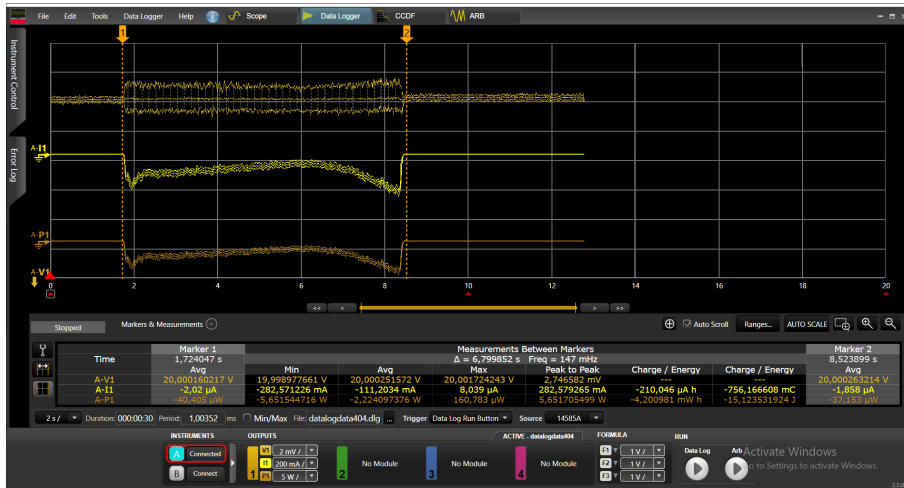 File Edit Tools Data Logger Help Scope Data Logger CCDF ARB
Instrument Control
Error Log
1 2
A-I1
A-P1
A-V1
0 2 4 6 8 10 12 14 16 18 20
<< < > >>
Stopped Markers & Measurements Auto Scroll Ranges... AUTO SCALE
Marker 1 Measurements Between Markers Marker 2
Time 1,724047 s Δ = 6,799852 s Freq = 147 mHz 8,523899 s
Avg Min Avg Max Peak to Peak Charge / Energy Charge / Energy Avg
A-V1 20,000160217 V 19,998977661 V 20,000251572 V 20,001724243 V 2,746582 mV 20,000263214 V
A-I1 -2,02 µA -282,571226 mA -111,2034 mA 8,039 µA 282,579265 mA -210,046 µA h -756,166608 mC -1,858 µA
A-P1 -40,405 µW -5,651544716 W -2,224097376 W 160,783 µW 5,651705499 W -4,200981 mW h -15,123531924 J -37,153 µW
2 s / Duration: 000:00:30 Period: 1,00352 ms Min/Max File: datalogdata404.dlg ... Trigger Data Log Run Button Source 14585A
INSTRUMENTS OUTPUTS ACTIVE - datalogdata404 FORMULA RUN
A Connected
B Connect
1 V1 2 mV / I1 200 mA / P1 5 W /
2 No Module 3 No Module 4 No Module
F1 1 V /
F2 1 V /
F3 1 V /
Data Log Arb
Activate Windows
o to Settings to activate Windows.
2.5.0